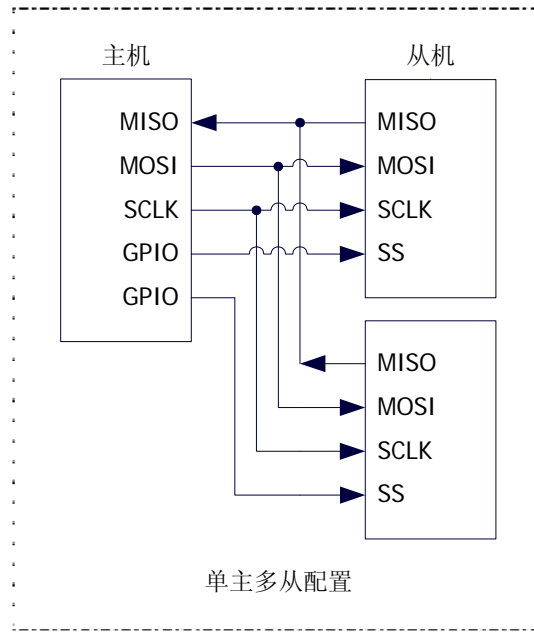 主机
MISO
MOSI
SCLK
GPIO
GPIO
从机
MISO
MOSI
SCLK
SS
MISO
MOSI
SCLK
SS
单主多从配置